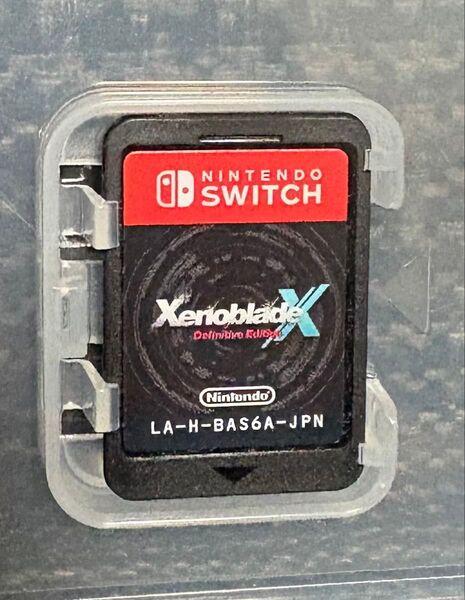 NINTENDO
SWITCH
XenobladeX
Definitive Edition
Nintendo
LA-H-BAS6A-JPN